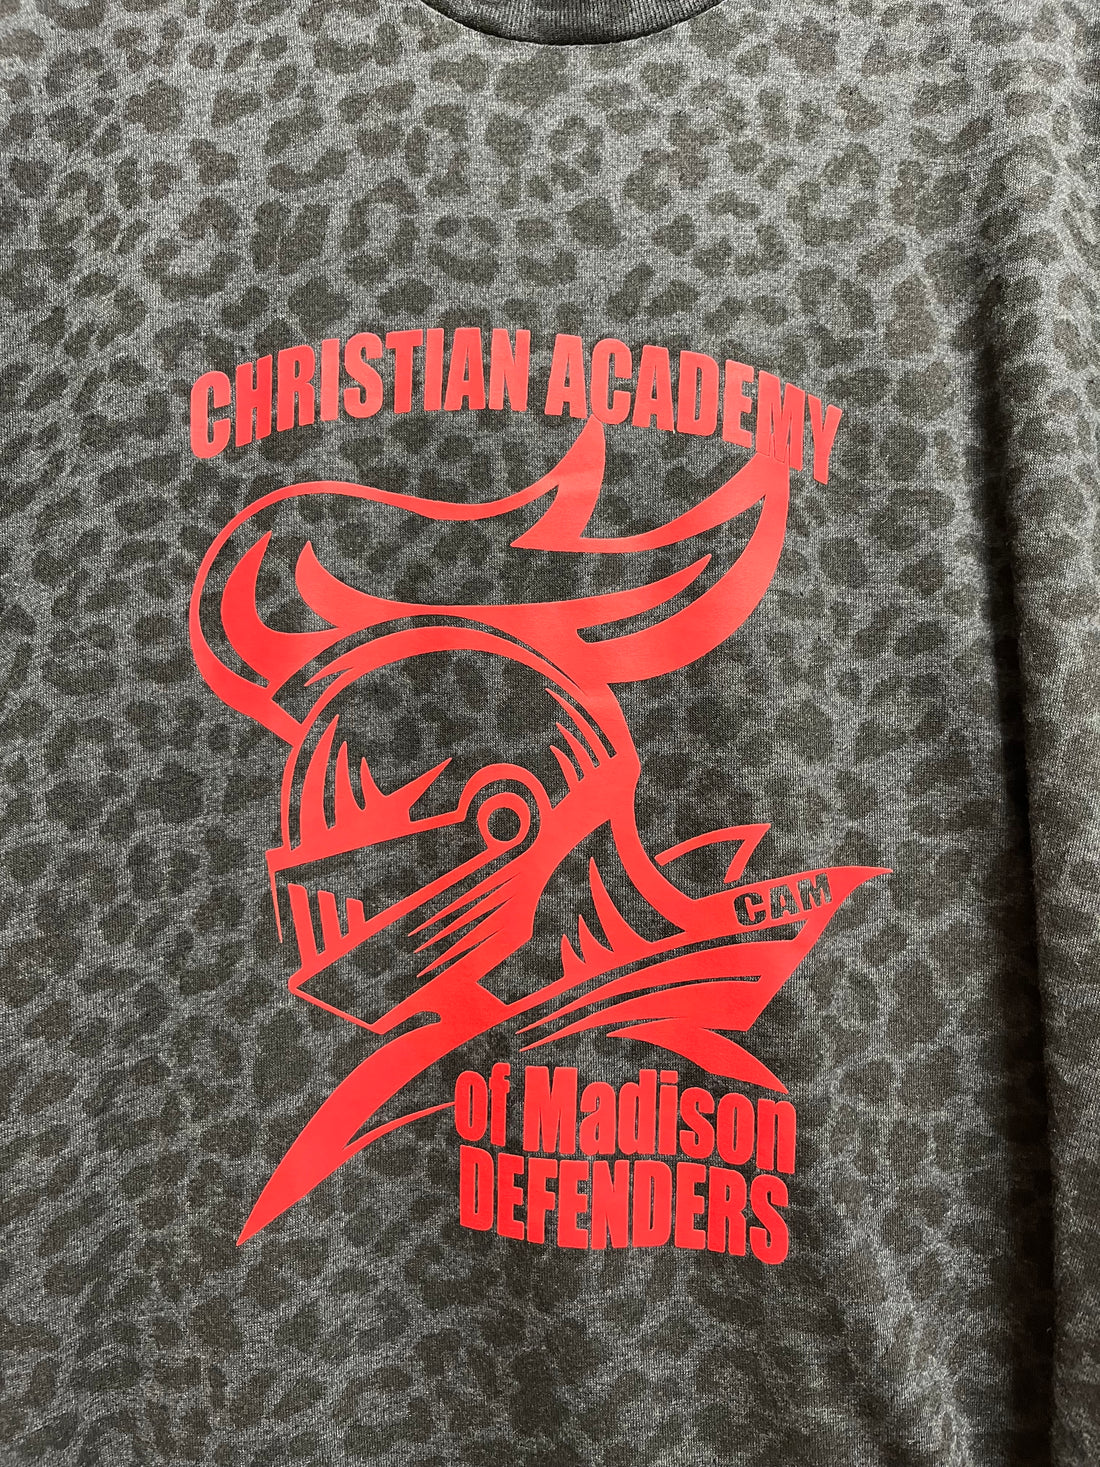 CHRISTIAN ACADEMY
CAM
of Madison
DEFENDERS